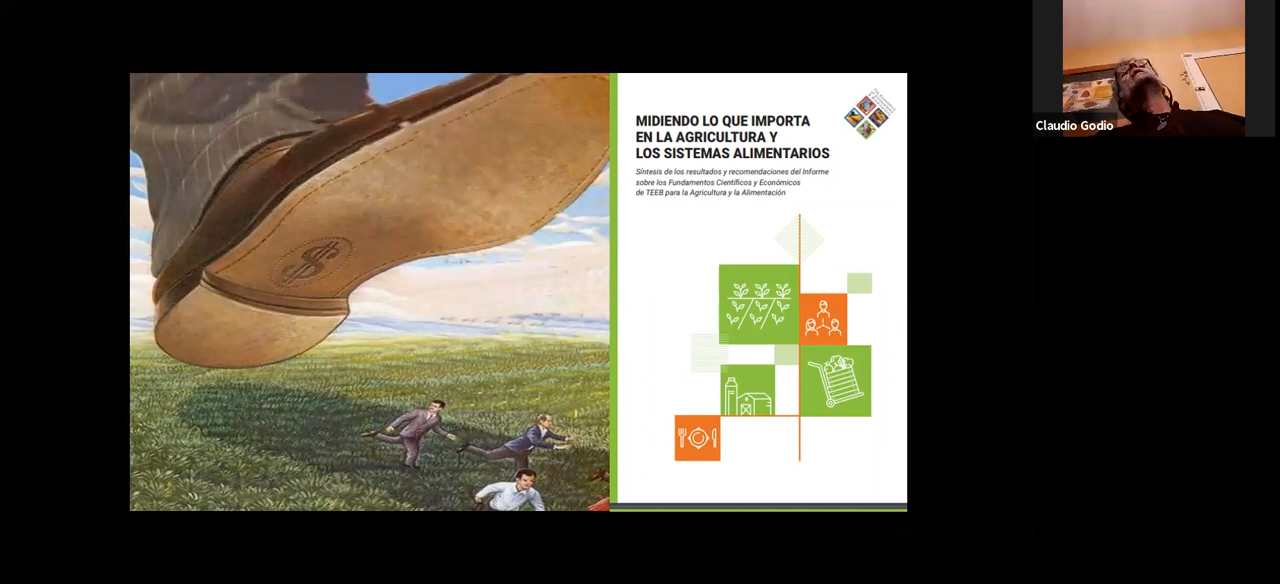 MIDIENDO LO QUE IMPORTA
EN LA AGRICULTURA Y
LOS SISTEMAS ALIMENTARIOS
Síntesis de los resultados y recomendaciones del Informe
sobre los Fundamentos Científicos y Económicos
de TEEB para la Agricultura y la Alimentación
$
Claudio Godio